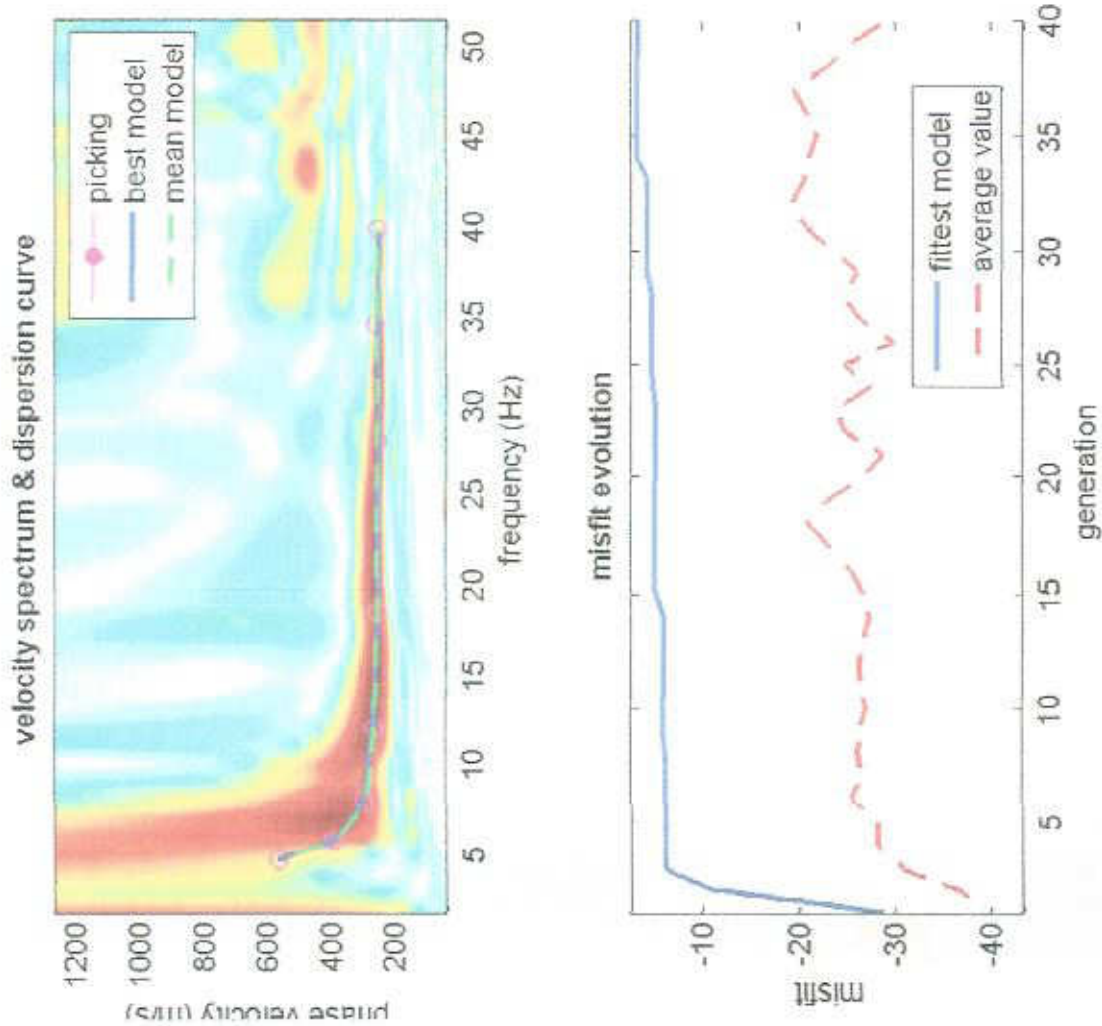 velocity spectrum & dispersion curve
picking
best model
mean model
1200
1000
800
600
400
200
phase velocity (m/s)
5
10
15
20
25
30
35
40
45
50
frequency (Hz)
misfit evolution
fittest model
average value
-10
-20
-30
-40
misfit
5
10
15
20
25
30
35
40
generation